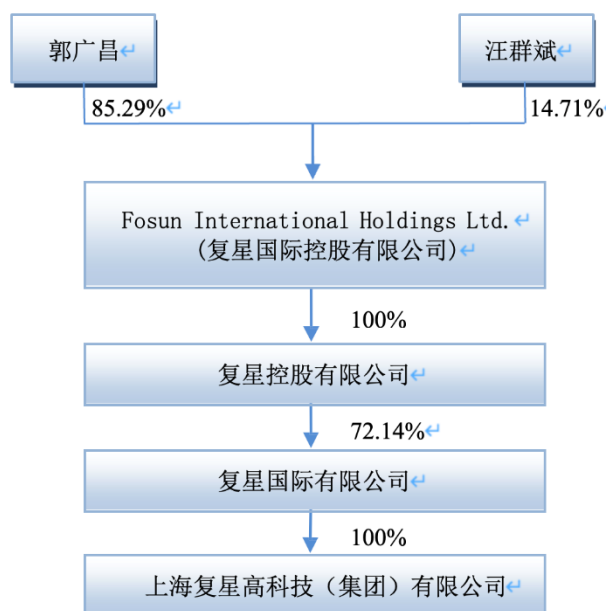 郭广昌↵
汪群斌↵
85.29%↵
14.71%↵
Fosun International Holdings Ltd.↵
(复星国际控股有限公司)↵
100%
复星控股有限公司↵
72.14%↵
复星国际有限公司↵
100%
上海复星高科技（集团）有限公司↵